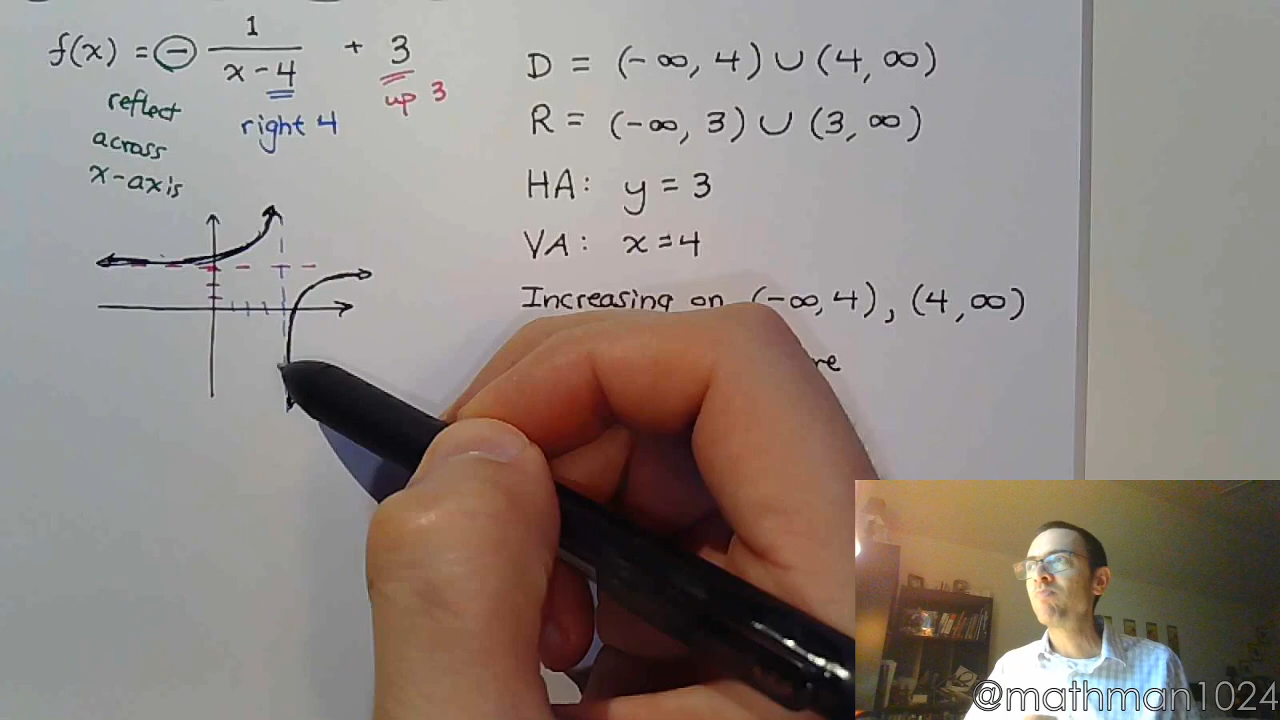 f(x) = − 1/(x − 4) + 3
reflect
across
x-axis
right 4
up 3
D = (-∞, 4) ∪ (4, ∞)
R = (-∞, 3) ∪ (3, ∞)
HA: y = 3
VA: x = 4
Increasing on (-∞, 4), (4, ∞)
@mathman1024